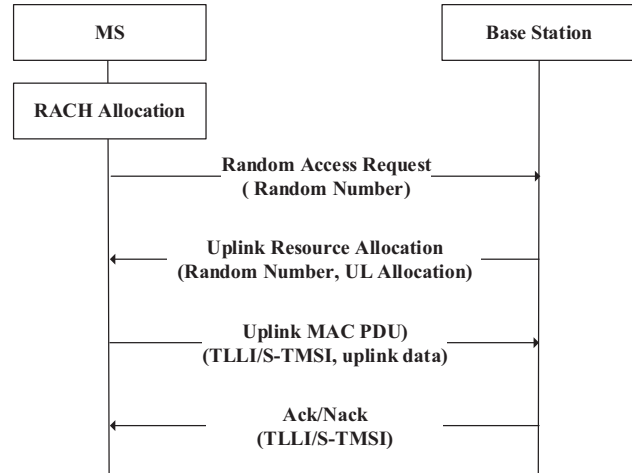 MS
Base Station
RACH Allocation
Random Access Request
( Random Number)
Uplink Resource Allocation
(Random Number, UL Allocation)
Uplink MAC PDU)
(TLLI/S-TMSI, uplink data)
Ack/Nack
(TLLI/S-TMSI)